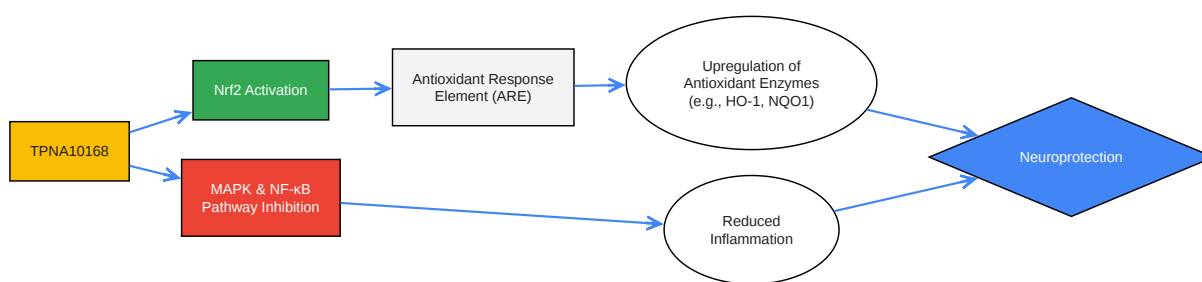 TPNA10168
Nrf2 Activation
Antioxidant Response
Element (ARE)
Upregulation of
Antioxidant Enzymes
(e.g., HO-1, NQO1)
MAPK & NF-κB
Pathway Inhibition
Reduced
Inflammation
Neuroprotection